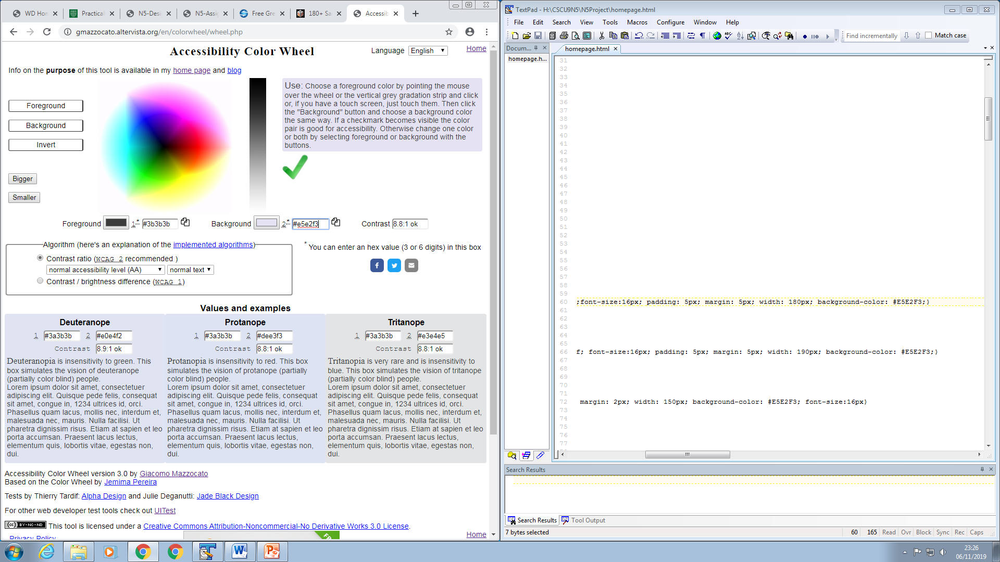 WD Hon
Practical
N5-Desi
N5-Assig
Free Gre
180+ Sa
Accessib
gmazzocato.altervista.org/en/colorwheel/wheel.php
Accessibility Color Wheel
Language English
Home
Info on the purpose of this tool is available in my home page and blog
Foreground
Background
Invert
Bigger
Smaller
Use: Choose a foreground color by pointing the mouse
over the wheel or the vertical grey gradation strip and click
or, if you have a touch screen, just touch them. Then click
the "Background" button and choose a background color
the same way. If a checkmark becomes visible the color
pair is good for accessibility. Otherwise change one color
or both by selecting foreground or background with the
buttons.
Foreground 1* #3b3b3b Background 2* #e5e2f3 Contrast 8.8:1 ok
Algorithm (here's an explanation of the implemented algorithms)
Contrast ratio (WCAG 2 recommended )
normal accessibility level (AA) normal text
Contrast / brightness difference (WCAG 1)
* You can enter an hex value (3 or 6 digits) in this box
Values and examples
Deuteranope
1 #3a3b3b 2 #e0e4f2
Contrast 8.9:1 ok
Deuteranopia is insensitivity to green. This
box simulates the vision of deuteranope
(partially color blind) people.
Lorem ipsum dolor sit amet, consectetuer
adipiscing elit. Quisque pede felis, consequat
sit amet, congue in, 1234 ultrices id, orci.
Phasellus quam lacus, mollis nec, interdum et,
malesuada nec, mauris. Nulla facilisi. Ut
pharetra dignissim risus. Etiam at sapien et leo
porta accumsan. Praesent lacus lectus,
elementum quis, lobortis vitae, egestas non,
dui.
Protanope
1 #3a3b3b 2 #dee3f3
Contrast 8.8:1 ok
Protanopia is insensitivity to red. This box
simulates the vision of protanope (partially
color blind) people.
Lorem ipsum dolor sit amet, consectetuer
adipiscing elit. Quisque pede felis, consequat
sit amet, congue in, 1234 ultrices id, orci.
Phasellus quam lacus, mollis nec, interdum et,
malesuada nec, mauris. Nulla facilisi. Ut
pharetra dignissim risus. Etiam at sapien et leo
porta accumsan. Praesent lacus lectus,
elementum quis, lobortis vitae, egestas non,
dui.
Tritanope
1 #3a3b3b 2 #e3e4e5
Contrast 8.8:1 ok
Tritanopia is very rare and is insensitivity to
blue. This box simulates the vision of tritanope
(partially color blind) people.
Lorem ipsum dolor sit amet, consectetuer
adipiscing elit. Quisque pede felis, consequat
sit amet, congue in, 1234 ultrices id, orci.
Phasellus quam lacus, mollis nec, interdum et,
malesuada nec, mauris. Nulla facilisi. Ut
pharetra dignissim risus. Etiam at sapien et leo
porta accumsan. Praesent lacus lectus,
elementum quis, lobortis vitae, egestas non,
dui.
Accessibility Color Wheel version 3.0 by Giacomo Mazzocato
Based on the Color Wheel by Jemima Pereira
Tests by Thierry Tardif: Alpha Design and Julie Deganutti: Jade Black Design
For other web developer test tools check out UITest
(cc) BY-NC-ND This tool is licensed under a Creative Commons Attribution-Noncommercial-No Derivative Works 3.0 License.
Privacy Policy
Home
TextPad - H:\CSCU9N5\N5Project\homepage.html
File Edit Search View Tools Macros Configure Window Help
Find incrementally Match case
Docum...
homepage.h...
homepage.html
31
32
33
34
35
36
37
38
39
40
41
42
43
44
45
46
47
48
49
50
51
52
53
54
55
56
57
58
59
60 ;font-size:16px; padding: 5px; margin: 5px; width: 180px; background-color: #E5E2F3;}
61
62
63
64
65
66 f; font-size:16px; padding: 5px; margin: 5px; width: 190px; background-color: #E5E2F3;}
67
68
69
70
71
72 margin: 2px; width: 150px; background-color: #E5E2F3; font-size:16px}
73
74
75
76
77
Search Results
Search Results Tool Output
7 bytes selected 60 165 Read Ovr Block Sync Rec Caps
23:26
06/11/2019